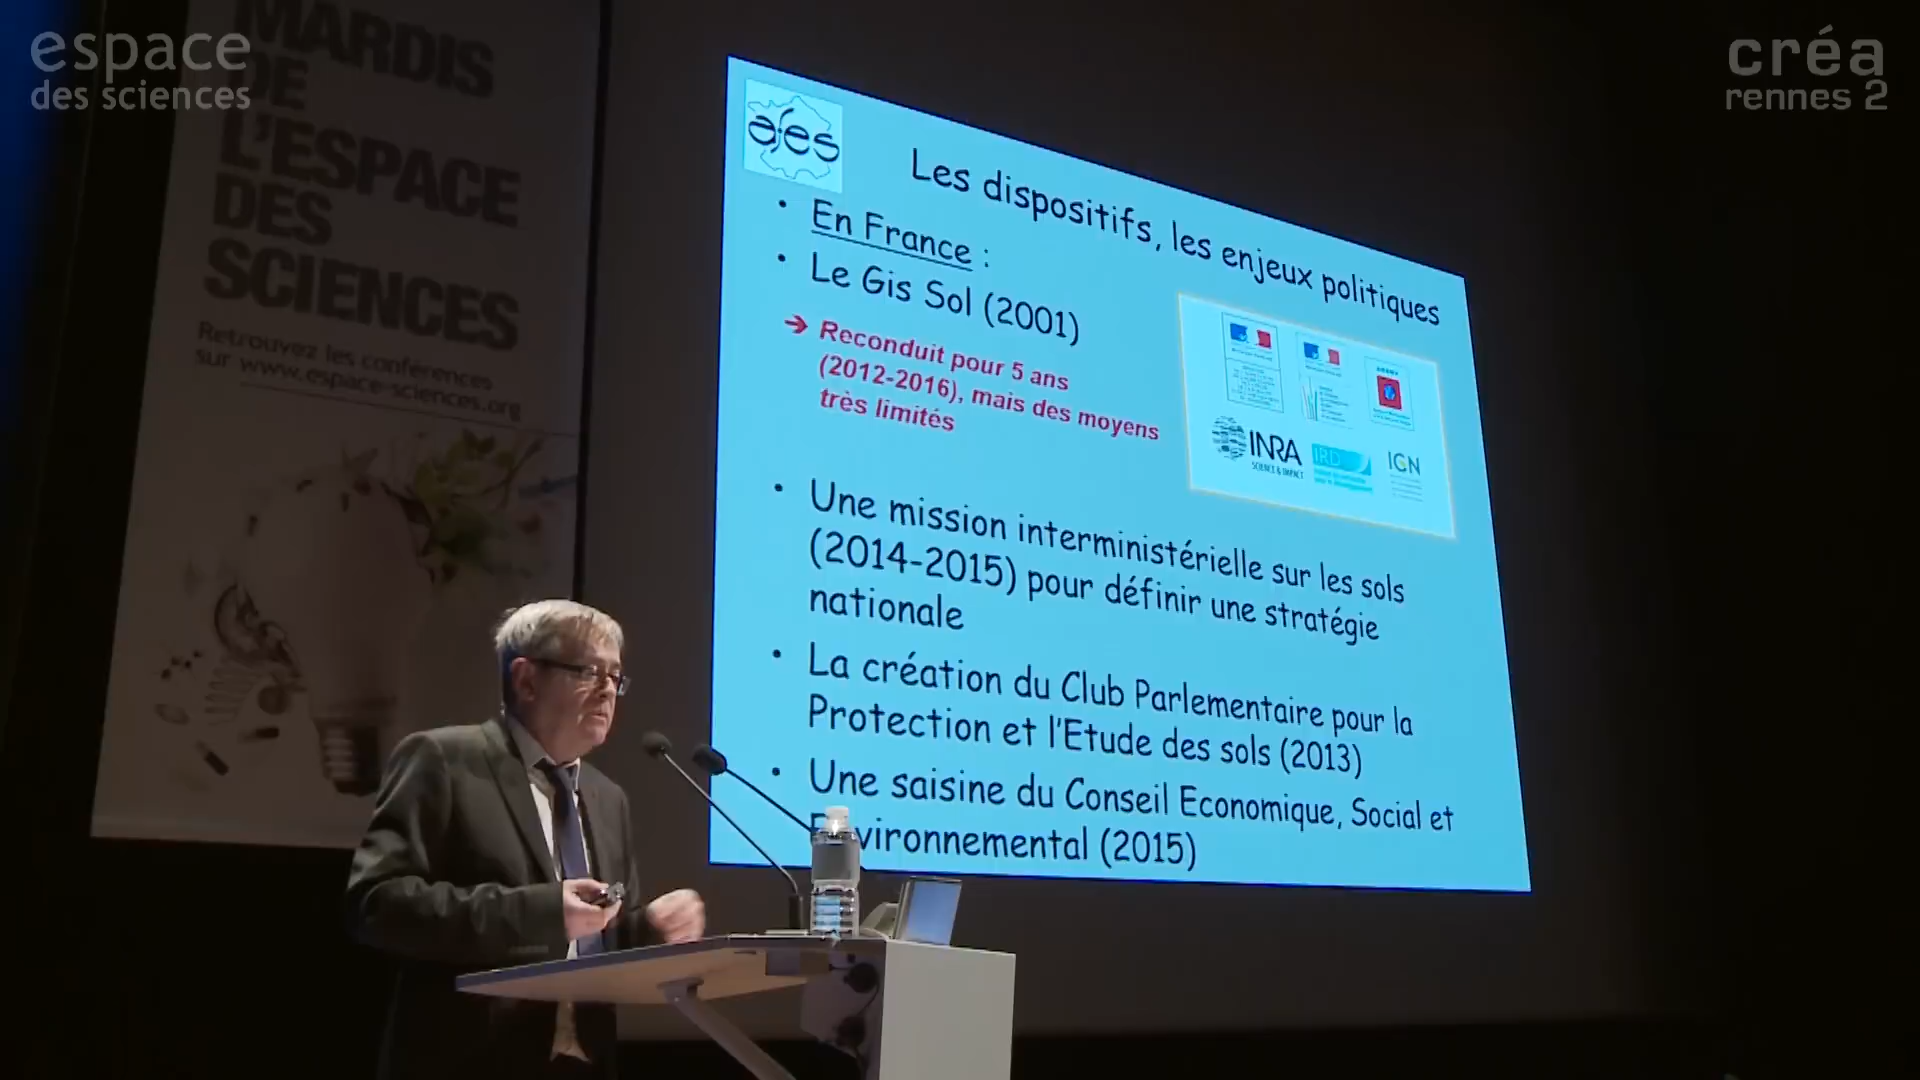 espace
des sciences
créa
rennes 2
MARDIS
DE
L'ESPACE
DES
SCIENCES
Retrouvez les conférences
sur www.espace-sciences.org
afes
Les dispositifs, les enjeux politiques
• En France :
• Le Gis Sol (2001)
→ Reconduit pour 5 ans
(2012-2016), mais des moyens
très limités
INRA
SCIENCE & IMPACT
IRD
IGN
• Une mission interministérielle sur les sols
(2014-2015) pour définir une stratégie
nationale
• La création du Club Parlementaire pour la
Protection et l'Etude des sols (2013)
• Une saisine du Conseil Economique, Social et
Environnemental (2015)